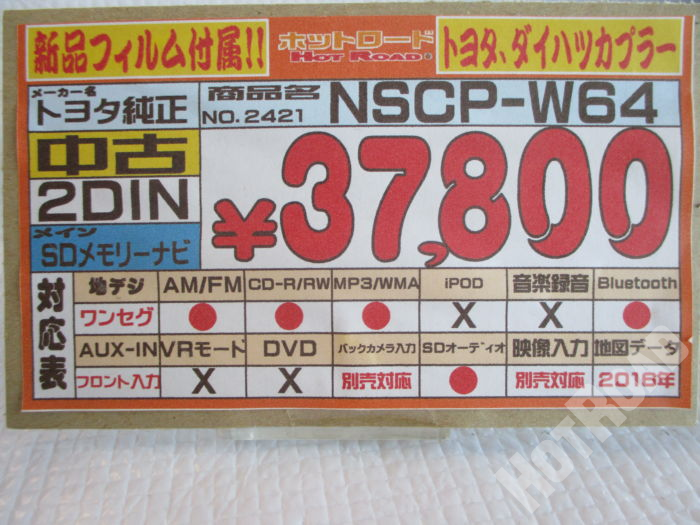 新品フィルム付属!! ホットロード トヨタ、ダイハツカプラー
HOT ROAD®
メーカー名 商品名 NSCP-W64
トヨタ純正 NO.2421
中古 ¥37,800
2DIN
メイン
SDメモリーナビ
対応表
地デジ AM/FM CD-R/RW MP3/WMA iPOD 音楽録音 Bluetooth
ワンセグ ● ● ● X X ●
AUX-IN VRモード DVD バックカメラ入力 SDオーディオ 映像入力 地図データ
フロント入力 X X 別売対応 ● 別売対応 2016年
HOTROAD